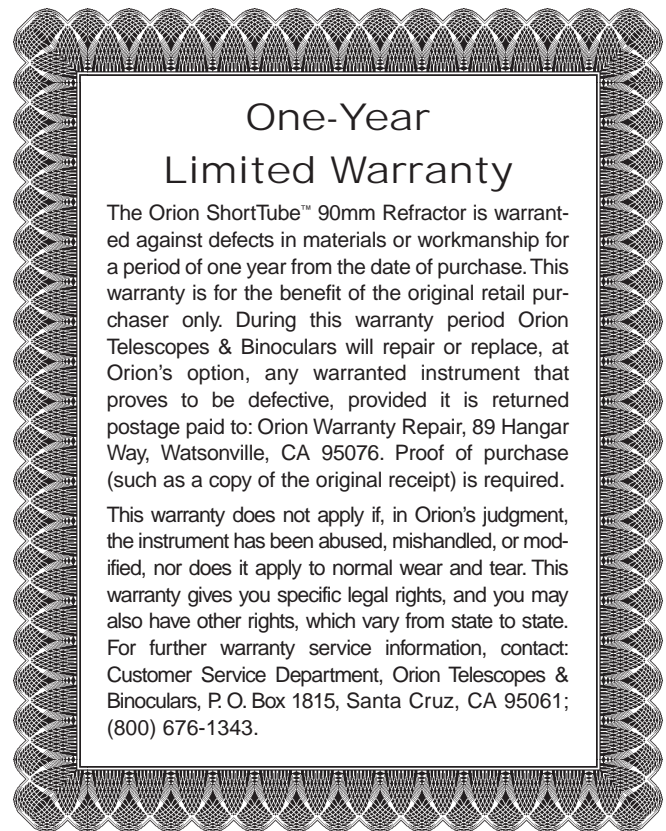 One-Year
Limited Warranty
The Orion ShortTube™ 90mm Refractor is warrant-
ed against defects in materials or workmanship for
a period of one year from the date of purchase. This
warranty is for the benefit of the original retail pur-
chaser only. During this warranty period Orion
Telescopes & Binoculars will repair or replace, at
Orion's option, any warranted instrument that
proves to be defective, provided it is returned
postage paid to: Orion Warranty Repair, 89 Hangar
Way, Watsonville, CA 95076. Proof of purchase
(such as a copy of the original receipt) is required.
This warranty does not apply if, in Orion's judgment,
the instrument has been abused, mishandled, or mod-
ified, nor does it apply to normal wear and tear. This
warranty gives you specific legal rights, and you may
also have other rights, which vary from state to state.
For further warranty service information, contact:
Customer Service Department, Orion Telescopes &
Binoculars, P. O. Box 1815, Santa Cruz, CA 95061;
(800) 676-1343.